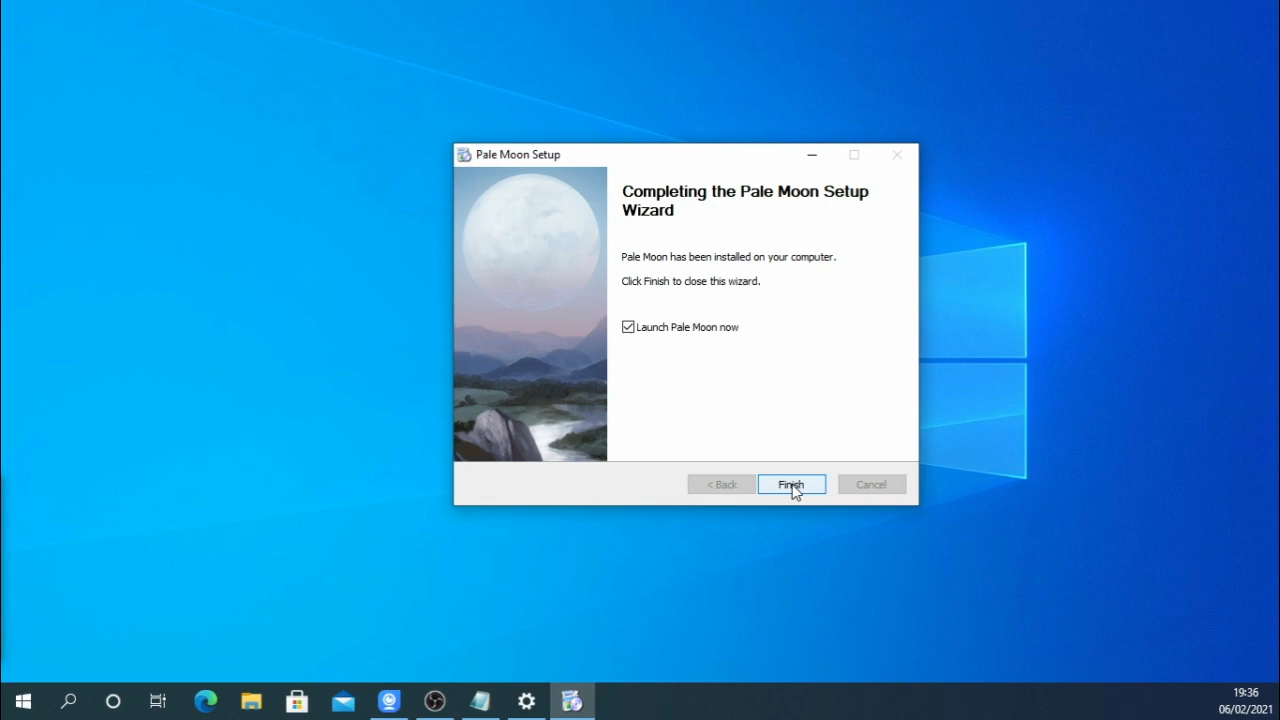 Pale Moon Setup
Completing the Pale Moon Setup
Wizard
Pale Moon has been installed on your computer.
Click Finish to close this wizard.
Launch Pale Moon now
< Back
Finish
Cancel
19:36
06/02/2021